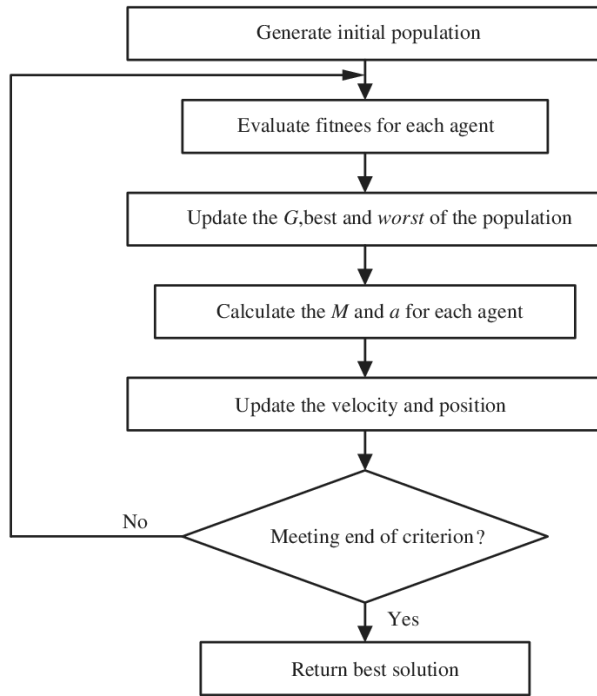 Generate initial population
Evaluate fitnees for each agent
Update the G,best and worst of the population
Calculate the M and a for each agent
Update the velocity and position
No
Meeting end of criterion?
Yes
Return best solution